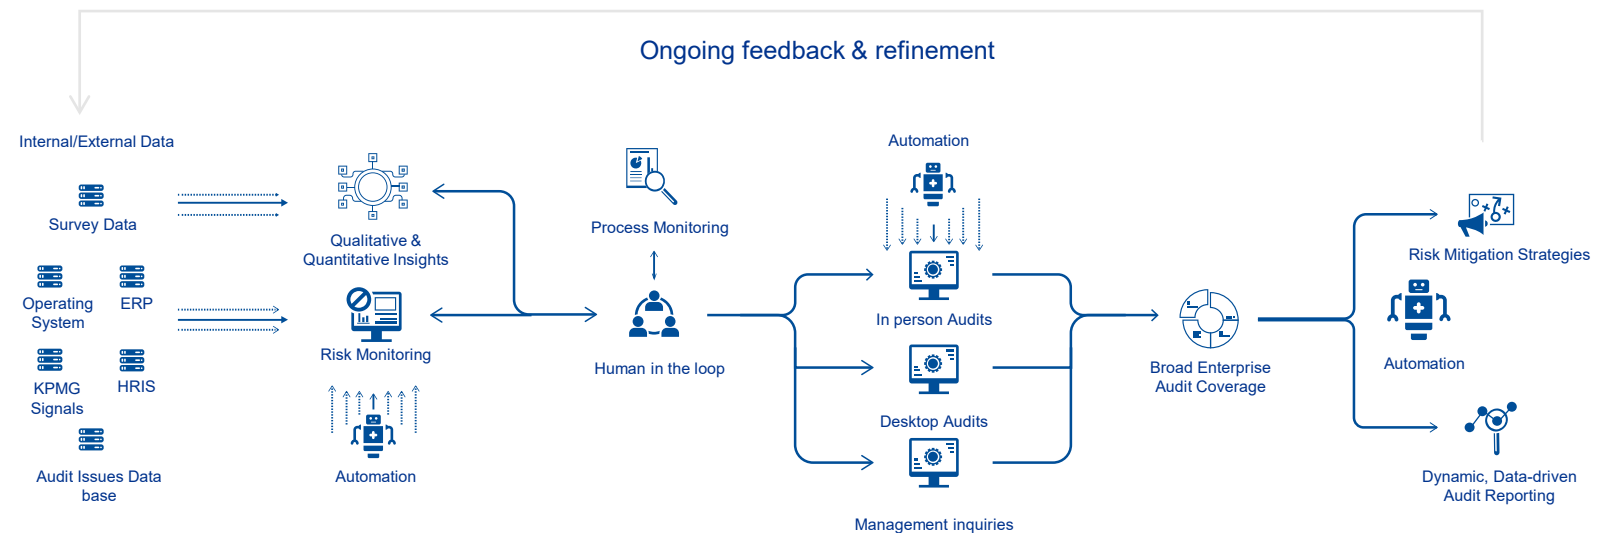 Ongoing feedback & refinement
Internal/External Data
Survey Data
Operating
System
ERP
KPMG
Signals
HRIS
Audit Issues Data
base
Qualitative &
Quantitative Insights
Risk Monitoring
Automation
Process Monitoring
Human in the loop
Automation
In person Audits
Desktop Audits
Management inquiries
Broad Enterprise
Audit Coverage
Risk Mitigation Strategies
Automation
Dynamic, Data-driven
Audit Reporting